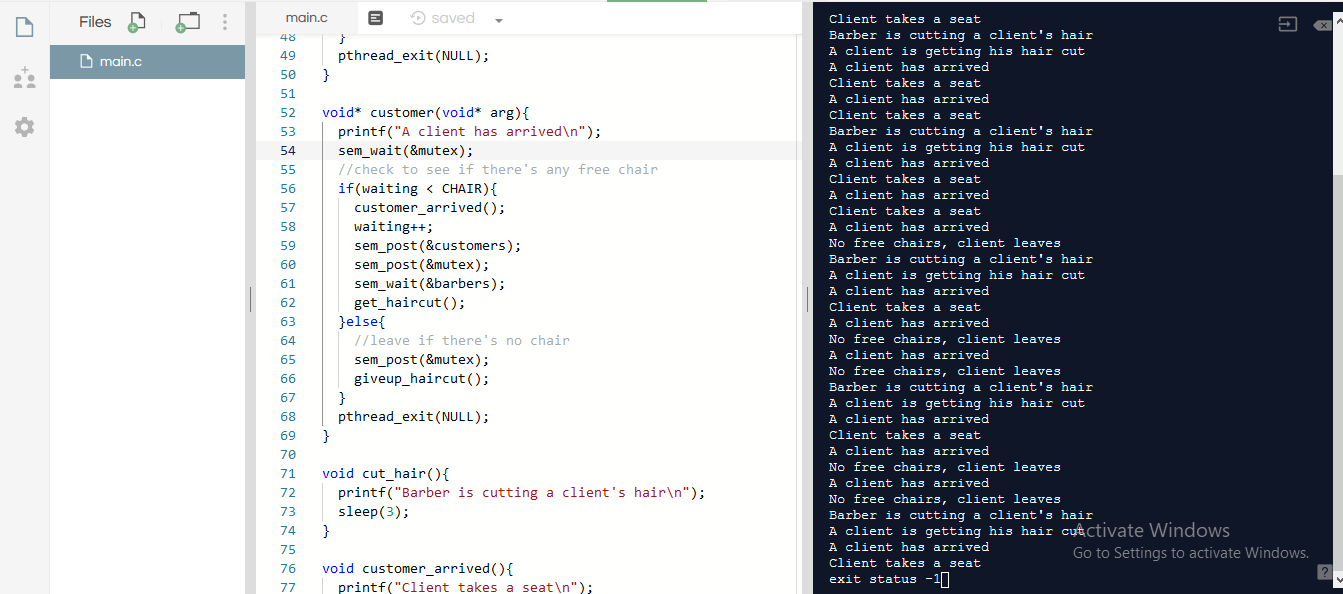 Files
main.c
main.c
saved
48 }
49 pthread_exit(NULL);
50 }
51
52 void* customer(void* arg){
53 printf("A client has arrived\n");
54 sem_wait(&mutex);
55 //check to see if there's any free chair
56 if(waiting < CHAIR){
57 customer_arrived();
58 waiting++;
59 sem_post(&customers);
60 sem_post(&mutex);
61 sem_wait(&barbers);
62 get_haircut();
63 }else{
64 //leave if there's no chair
65 sem_post(&mutex);
66 giveup_haircut();
67 }
68 pthread_exit(NULL);
69 }
70
71 void cut_hair(){
72 printf("Barber is cutting a client's hair\n");
73 sleep(3);
74 }
75
76 void customer_arrived(){
77 printf("Client takes a seat\n");
Client takes a seat
Barber is cutting a client's hair
A client is getting his hair cut
A client has arrived
Client takes a seat
A client has arrived
Client takes a seat
Barber is cutting a client's hair
A client is getting his hair cut
A client has arrived
Client takes a seat
A client has arrived
Client takes a seat
A client has arrived
No free chairs, client leaves
Barber is cutting a client's hair
A client is getting his hair cut
A client has arrived
Client takes a seat
A client has arrived
No free chairs, client leaves
A client has arrived
No free chairs, client leaves
Barber is cutting a client's hair
A client is getting his hair cut
A client has arrived
Client takes a seat
A client has arrived
No free chairs, client leaves
A client has arrived
No free chairs, client leaves
Barber is cutting a client's hair
A client is getting his hair cut
A client has arrived
Client takes a seat
exit status -1
Activate Windows
Go to Settings to activate Windows.
?